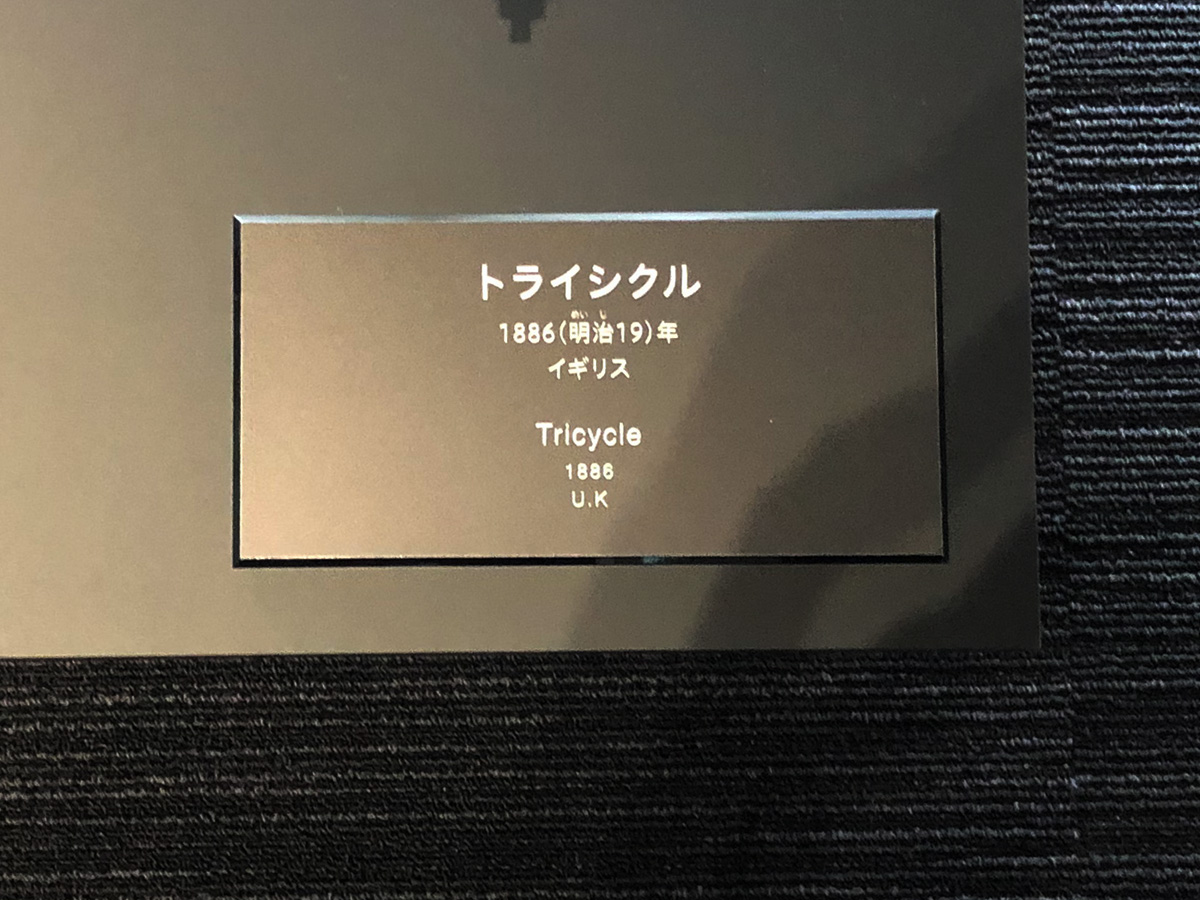 トライシクル
めいじ
1886(明治19)年
イギリス
Tricycle
1886
U.K